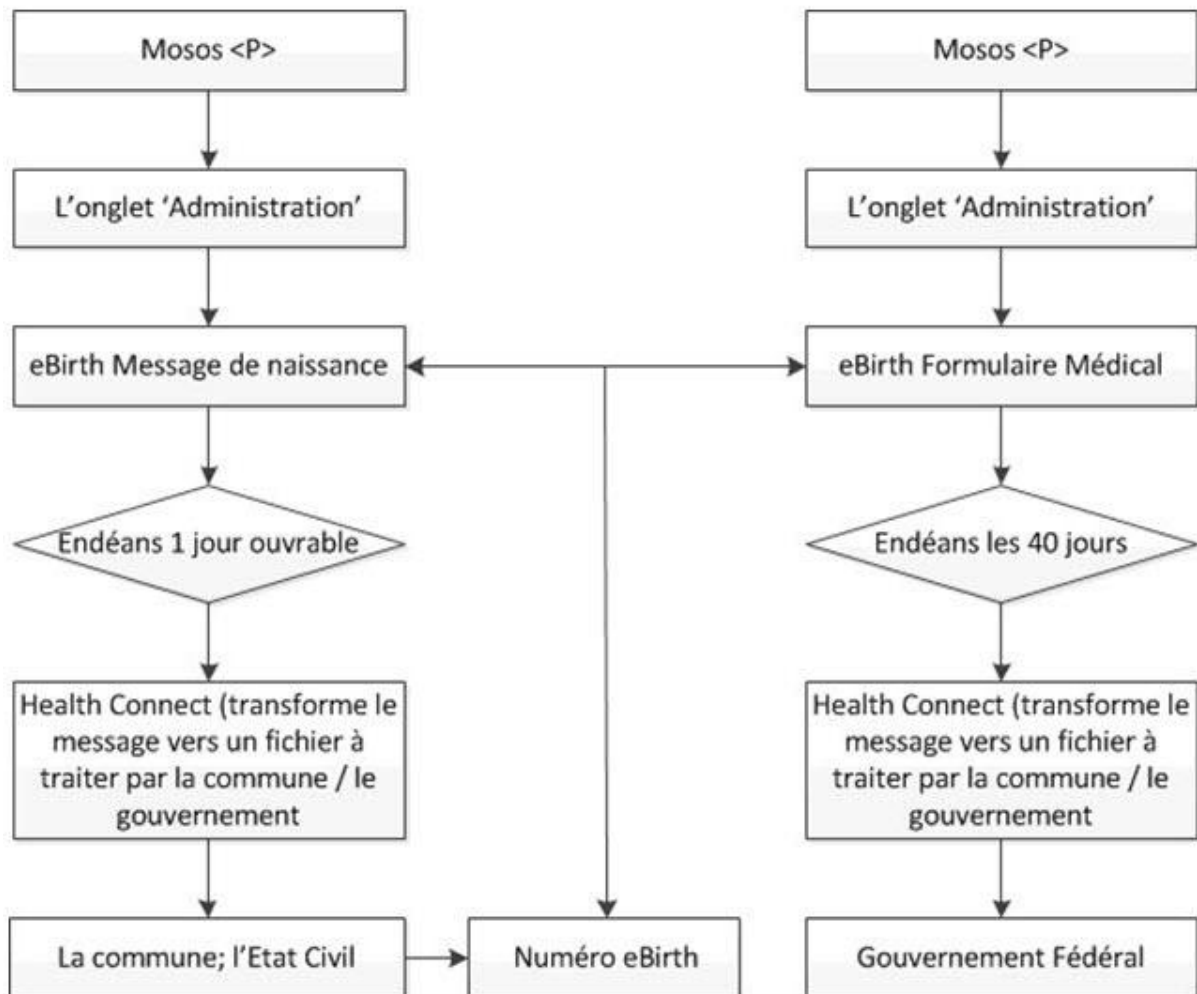 Mosos <P>
Mosos <P>
L'onglet 'Administration'
L'onglet 'Administration'
eBirth Message de naissance
eBirth Formulaire Médical
Endéans 1 jour ouvrable
Endéans les 40 jours
Health Connect (transforme le
message vers un fichier à
traiter par la commune / le
gouvernement
Health Connect (transforme le
message vers un fichier à
traiter par la commune / le
gouvernement
La commune; l'Etat Civil
Numéro eBirth
Gouvernement Fédéral